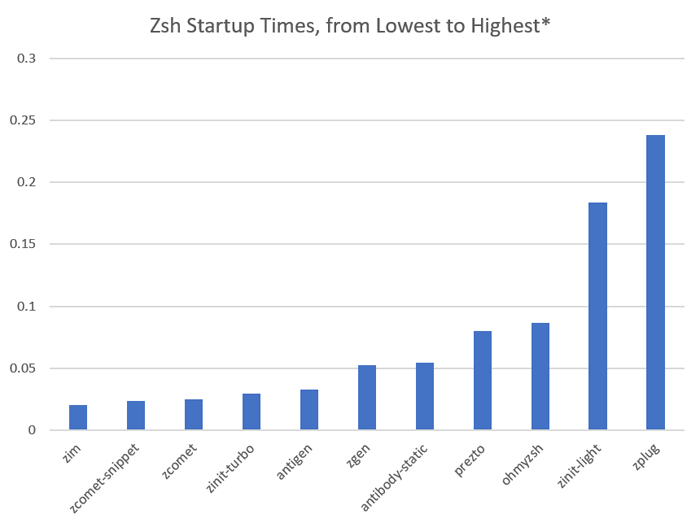 Zsh Startup Times, from Lowest to Highest*
0.3
0.25
0.2
0.15
0.1
0.05
0
zim
zcomet-snippet
zcomet
zinit-turbo
antigen
zgen
antibody-static
prezto
ohmyzsh
zinit-light
zplug